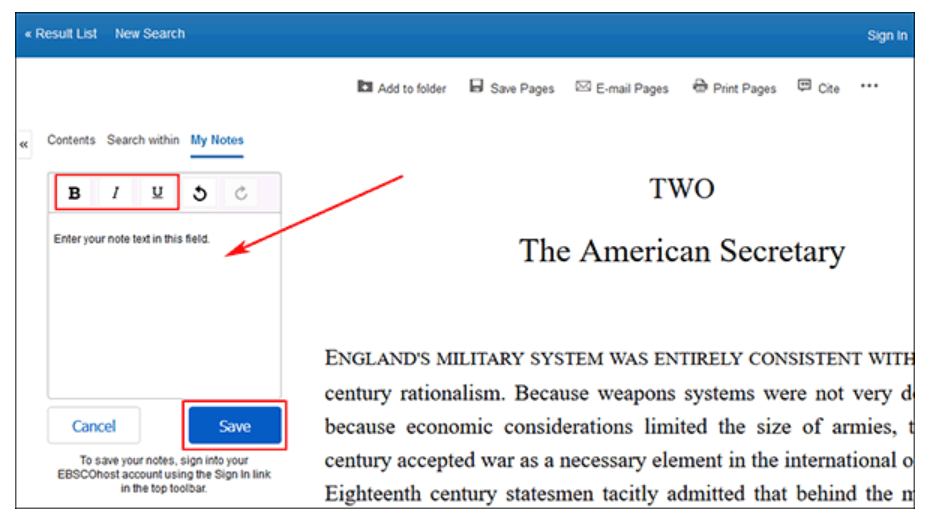 « Result List New Search Sign In
Add to folder Save Pages E-mail Pages Print Pages Cite •••
« Contents Search within My Notes
B I U
Enter your note text in this field.
Cancel Save
To save your notes, sign into your
EBSCOhost account using the Sign In link
in the top toolbar.
TWO
The American Secretary
ENGLAND'S MILITARY SYSTEM WAS ENTIRELY CONSISTENT WITH
century rationalism. Because weapons systems were not very
because economic considerations limited the size of armies,
century accepted war as a necessary element in the international
Eighteenth century statesmen tacitly admitted that behind the